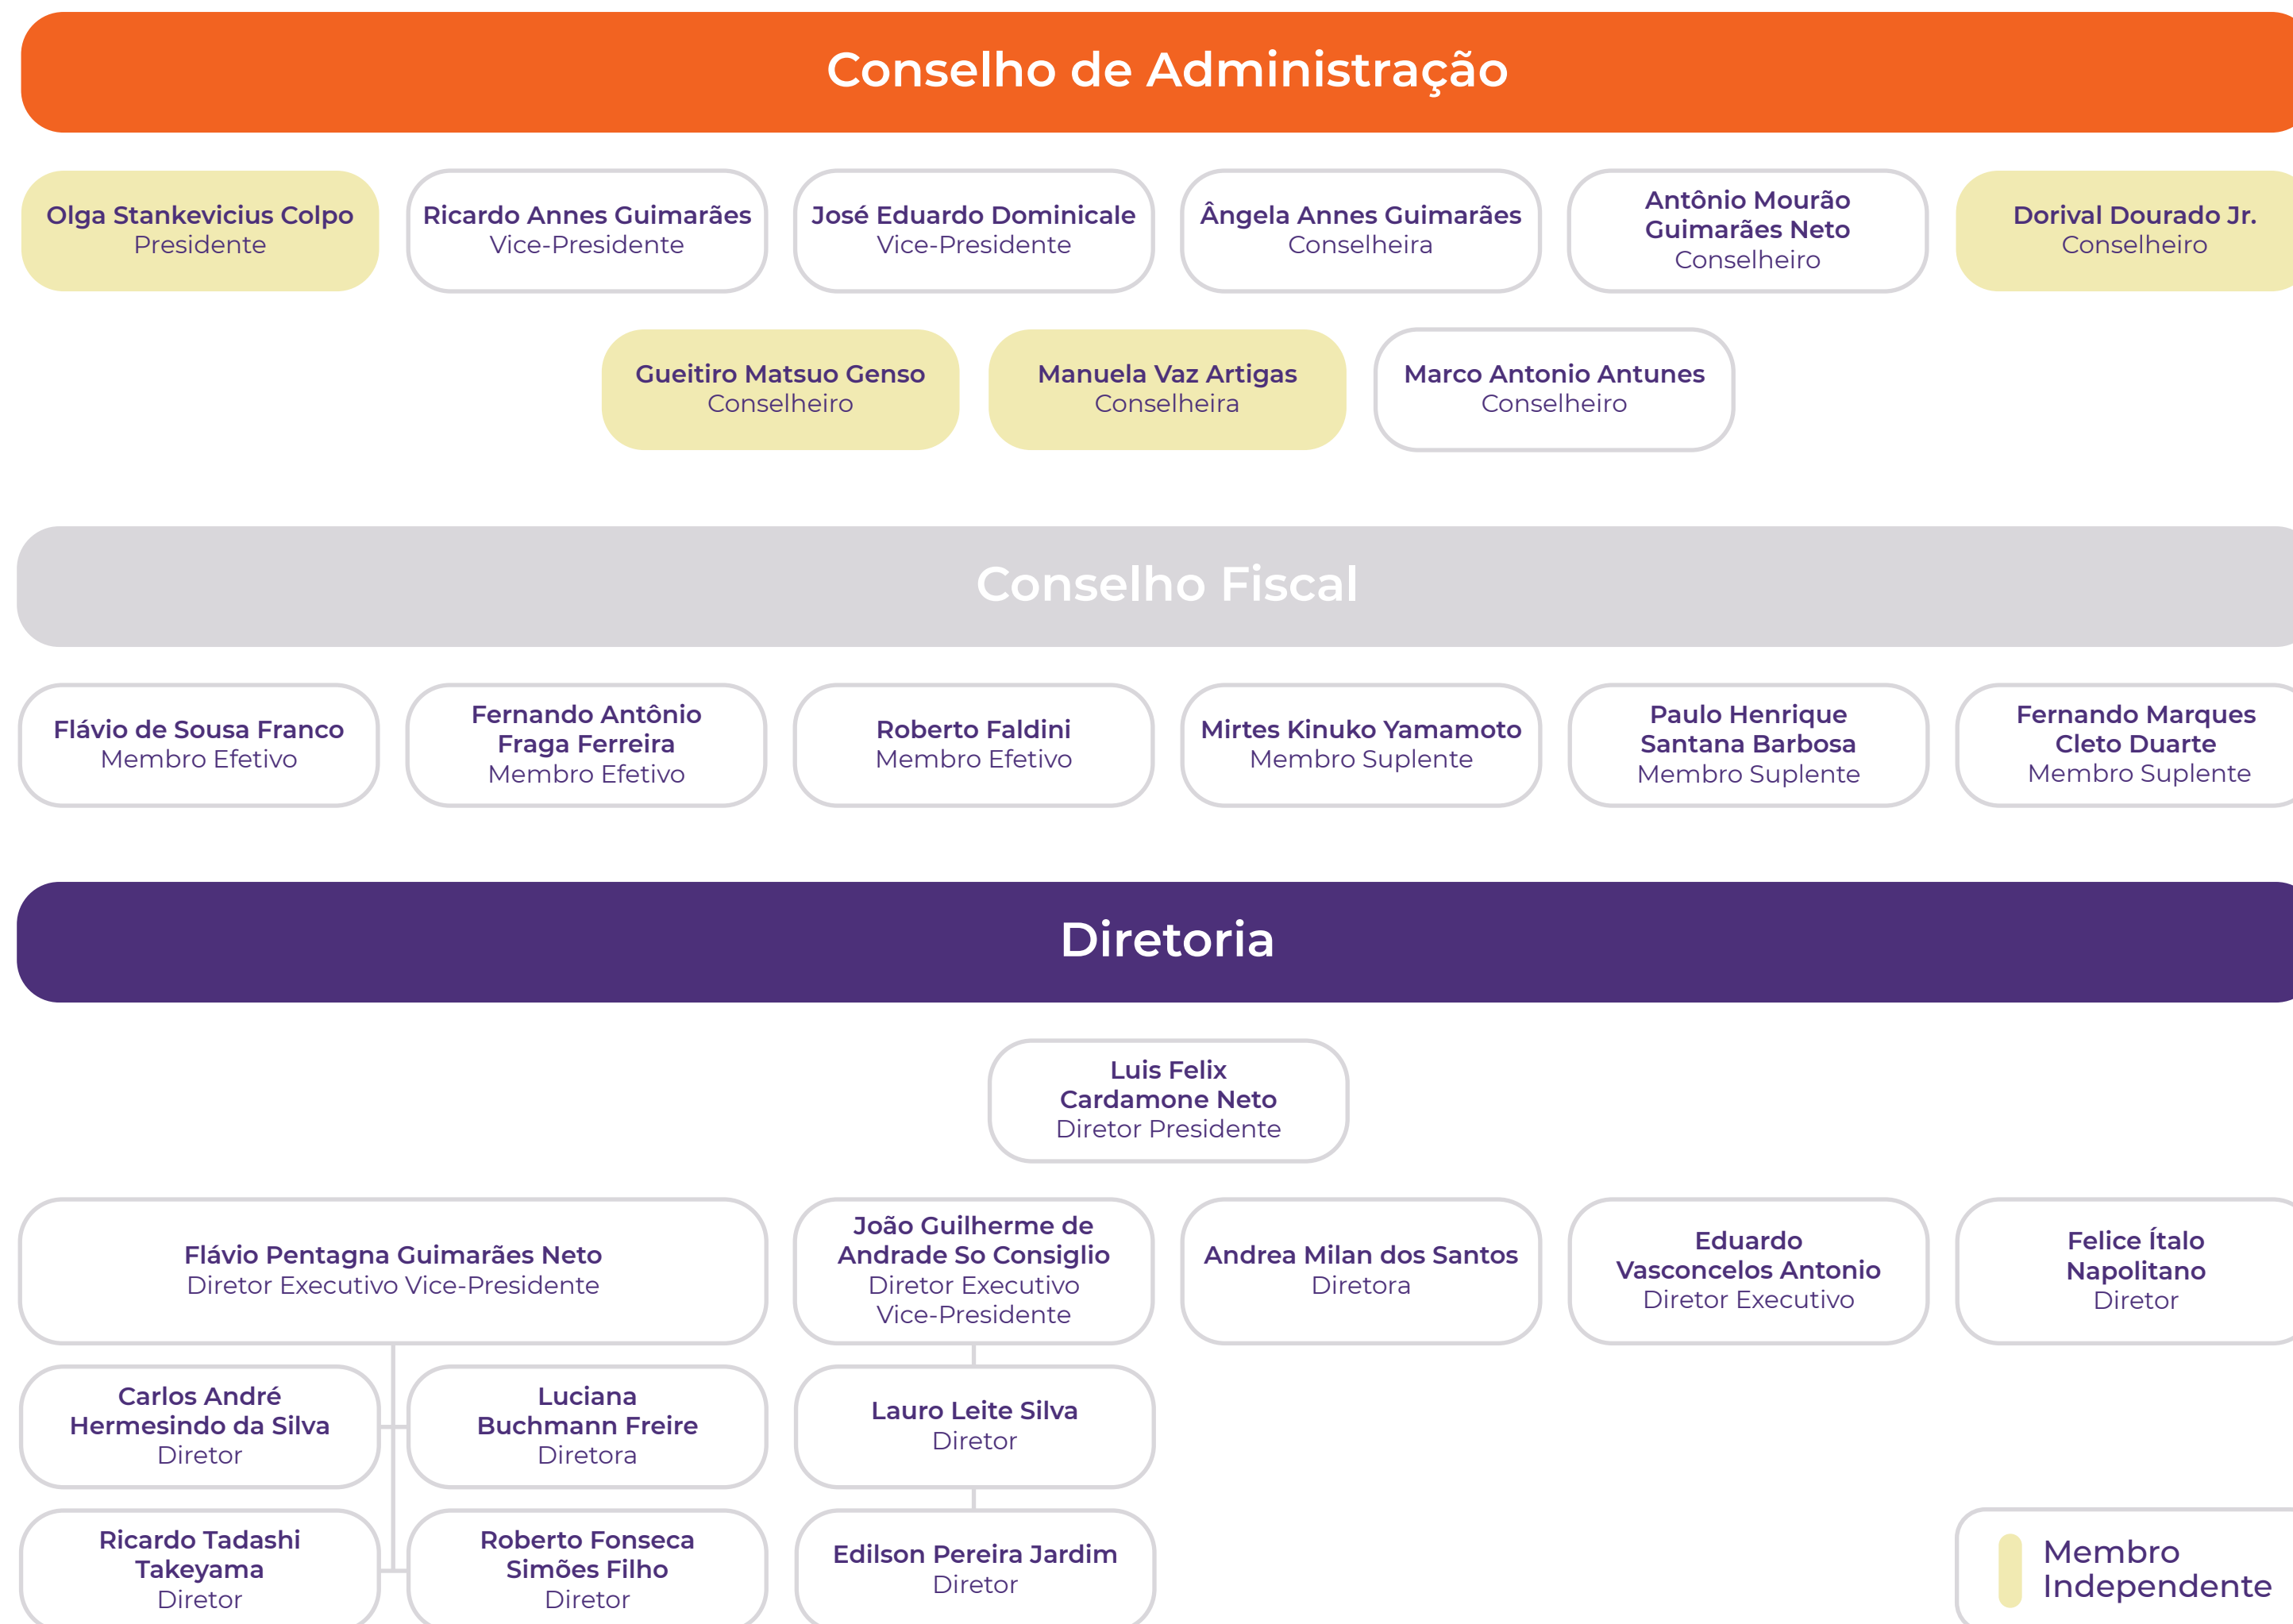 Conselho de Administração
Olga Stankevicius Colpo
Presidente
Ricardo Annes Guimarães
Vice-Presidente
José Eduardo Dominicale
Vice-Presidente
Ângela Annes Guimarães
Conselheira
Antônio Mourão
Guimarães Neto
Conselheiro
Dorival Dourado Jr.
Conselheiro
Gueitiro Matsuo Genso
Conselheiro
Manuela Vaz Artigas
Conselheira
Marco Antonio Antunes
Conselheiro
Conselho Fiscal
Flávio de Sousa Franco
Membro Efetivo
Fernando Antônio
Fraga Ferreira
Membro Efetivo
Roberto Faldini
Membro Efetivo
Mirtes Kinuko Yamamoto
Membro Suplente
Paulo Henrique
Santana Barbosa
Membro Suplente
Fernando Marques
Cleto Duarte
Membro Suplente
Diretoria
Luis Felix
Cardamone Neto
Diretor Presidente
Flávio Pentagna Guimarães Neto
Diretor Executivo Vice-Presidente
João Guilherme de
Andrade So Consiglio
Diretor Executivo
Vice-Presidente
Andrea Milan dos Santos
Diretora
Eduardo
Vasconcelos Antonio
Diretor Executivo
Felice Ítalo
Napolitano
Diretor
Carlos André
Hermesindo da Silva
Diretor
Luciana
Buchmann Freire
Diretora
Lauro Leite Silva
Diretor
Ricardo Tadashi
Takeyama
Diretor
Roberto Fonseca
Simões Filho
Diretor
Edilson Pereira Jardim
Diretor
Membro
Independente